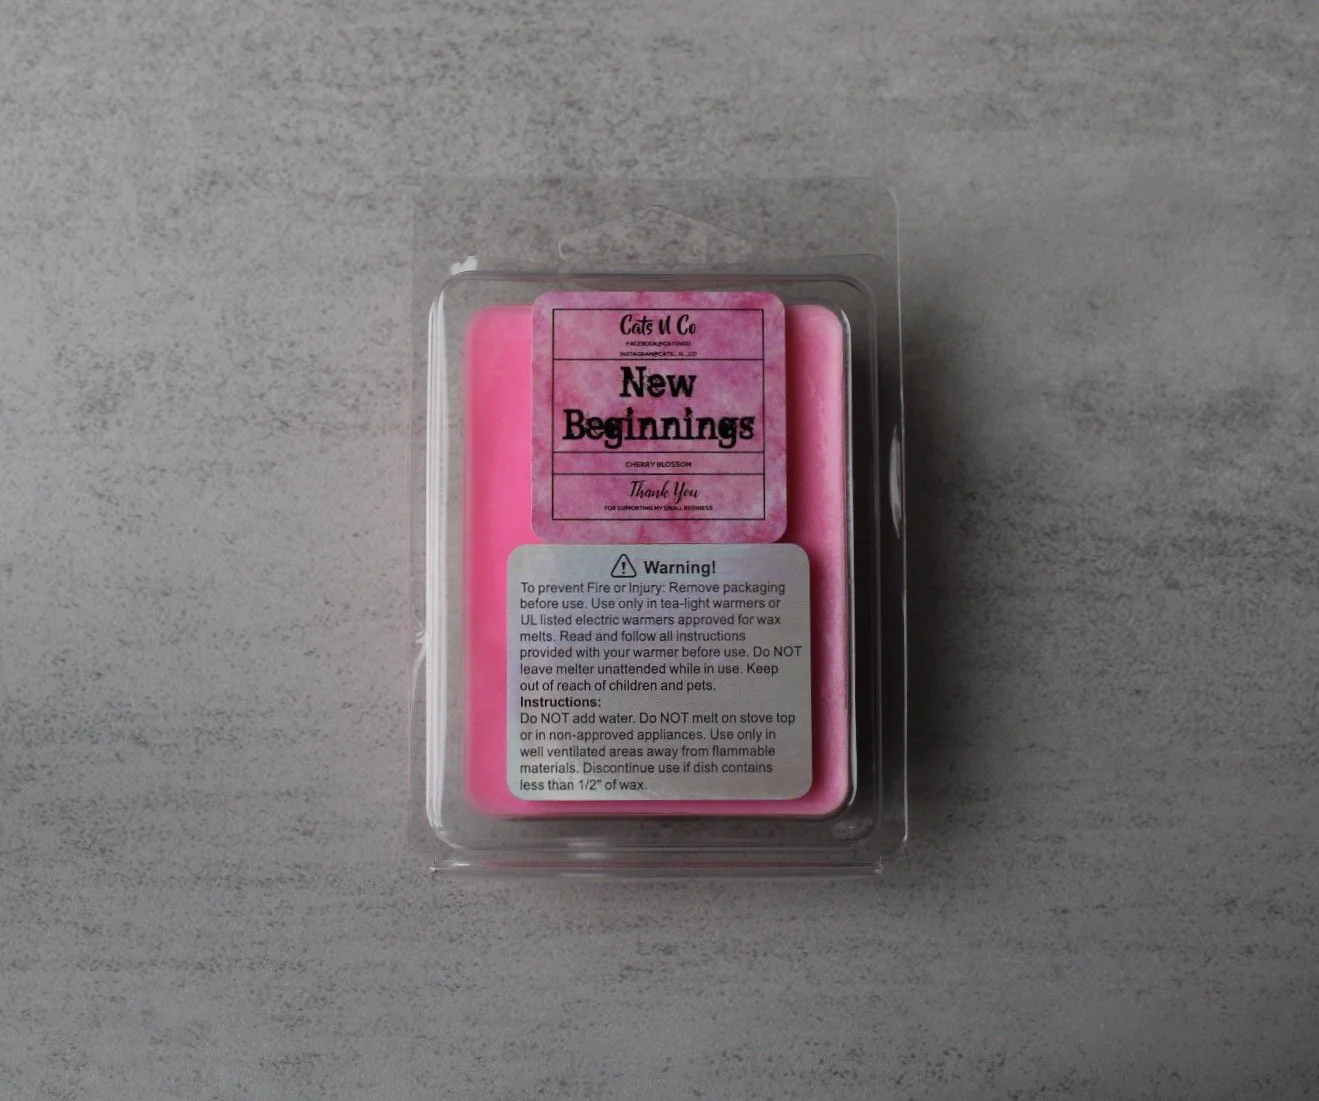 Cats N Co
FACEBOOK@CATSNCO
INSTAGRAM@CATS_N_CO
New
Beginnings
CHERRY BLOSSOM
Thank You
FOR SUPPORTING MY SMALL BUSINESS
Warning!
To prevent Fire or Injury: Remove packaging
before use. Use only in tea-light warmers or
UL listed electric warmers approved for wax
melts. Read and follow all instructions
provided with your warmer before use. Do NOT
leave melter unattended while in use. Keep
out of reach of children and pets.
Instructions:
Do NOT add water. Do NOT melt on stove top
or in non-approved appliances. Use only in
well ventilated areas away from flammable
materials. Discontinue use if dish contains
less than 1/2" of wax.